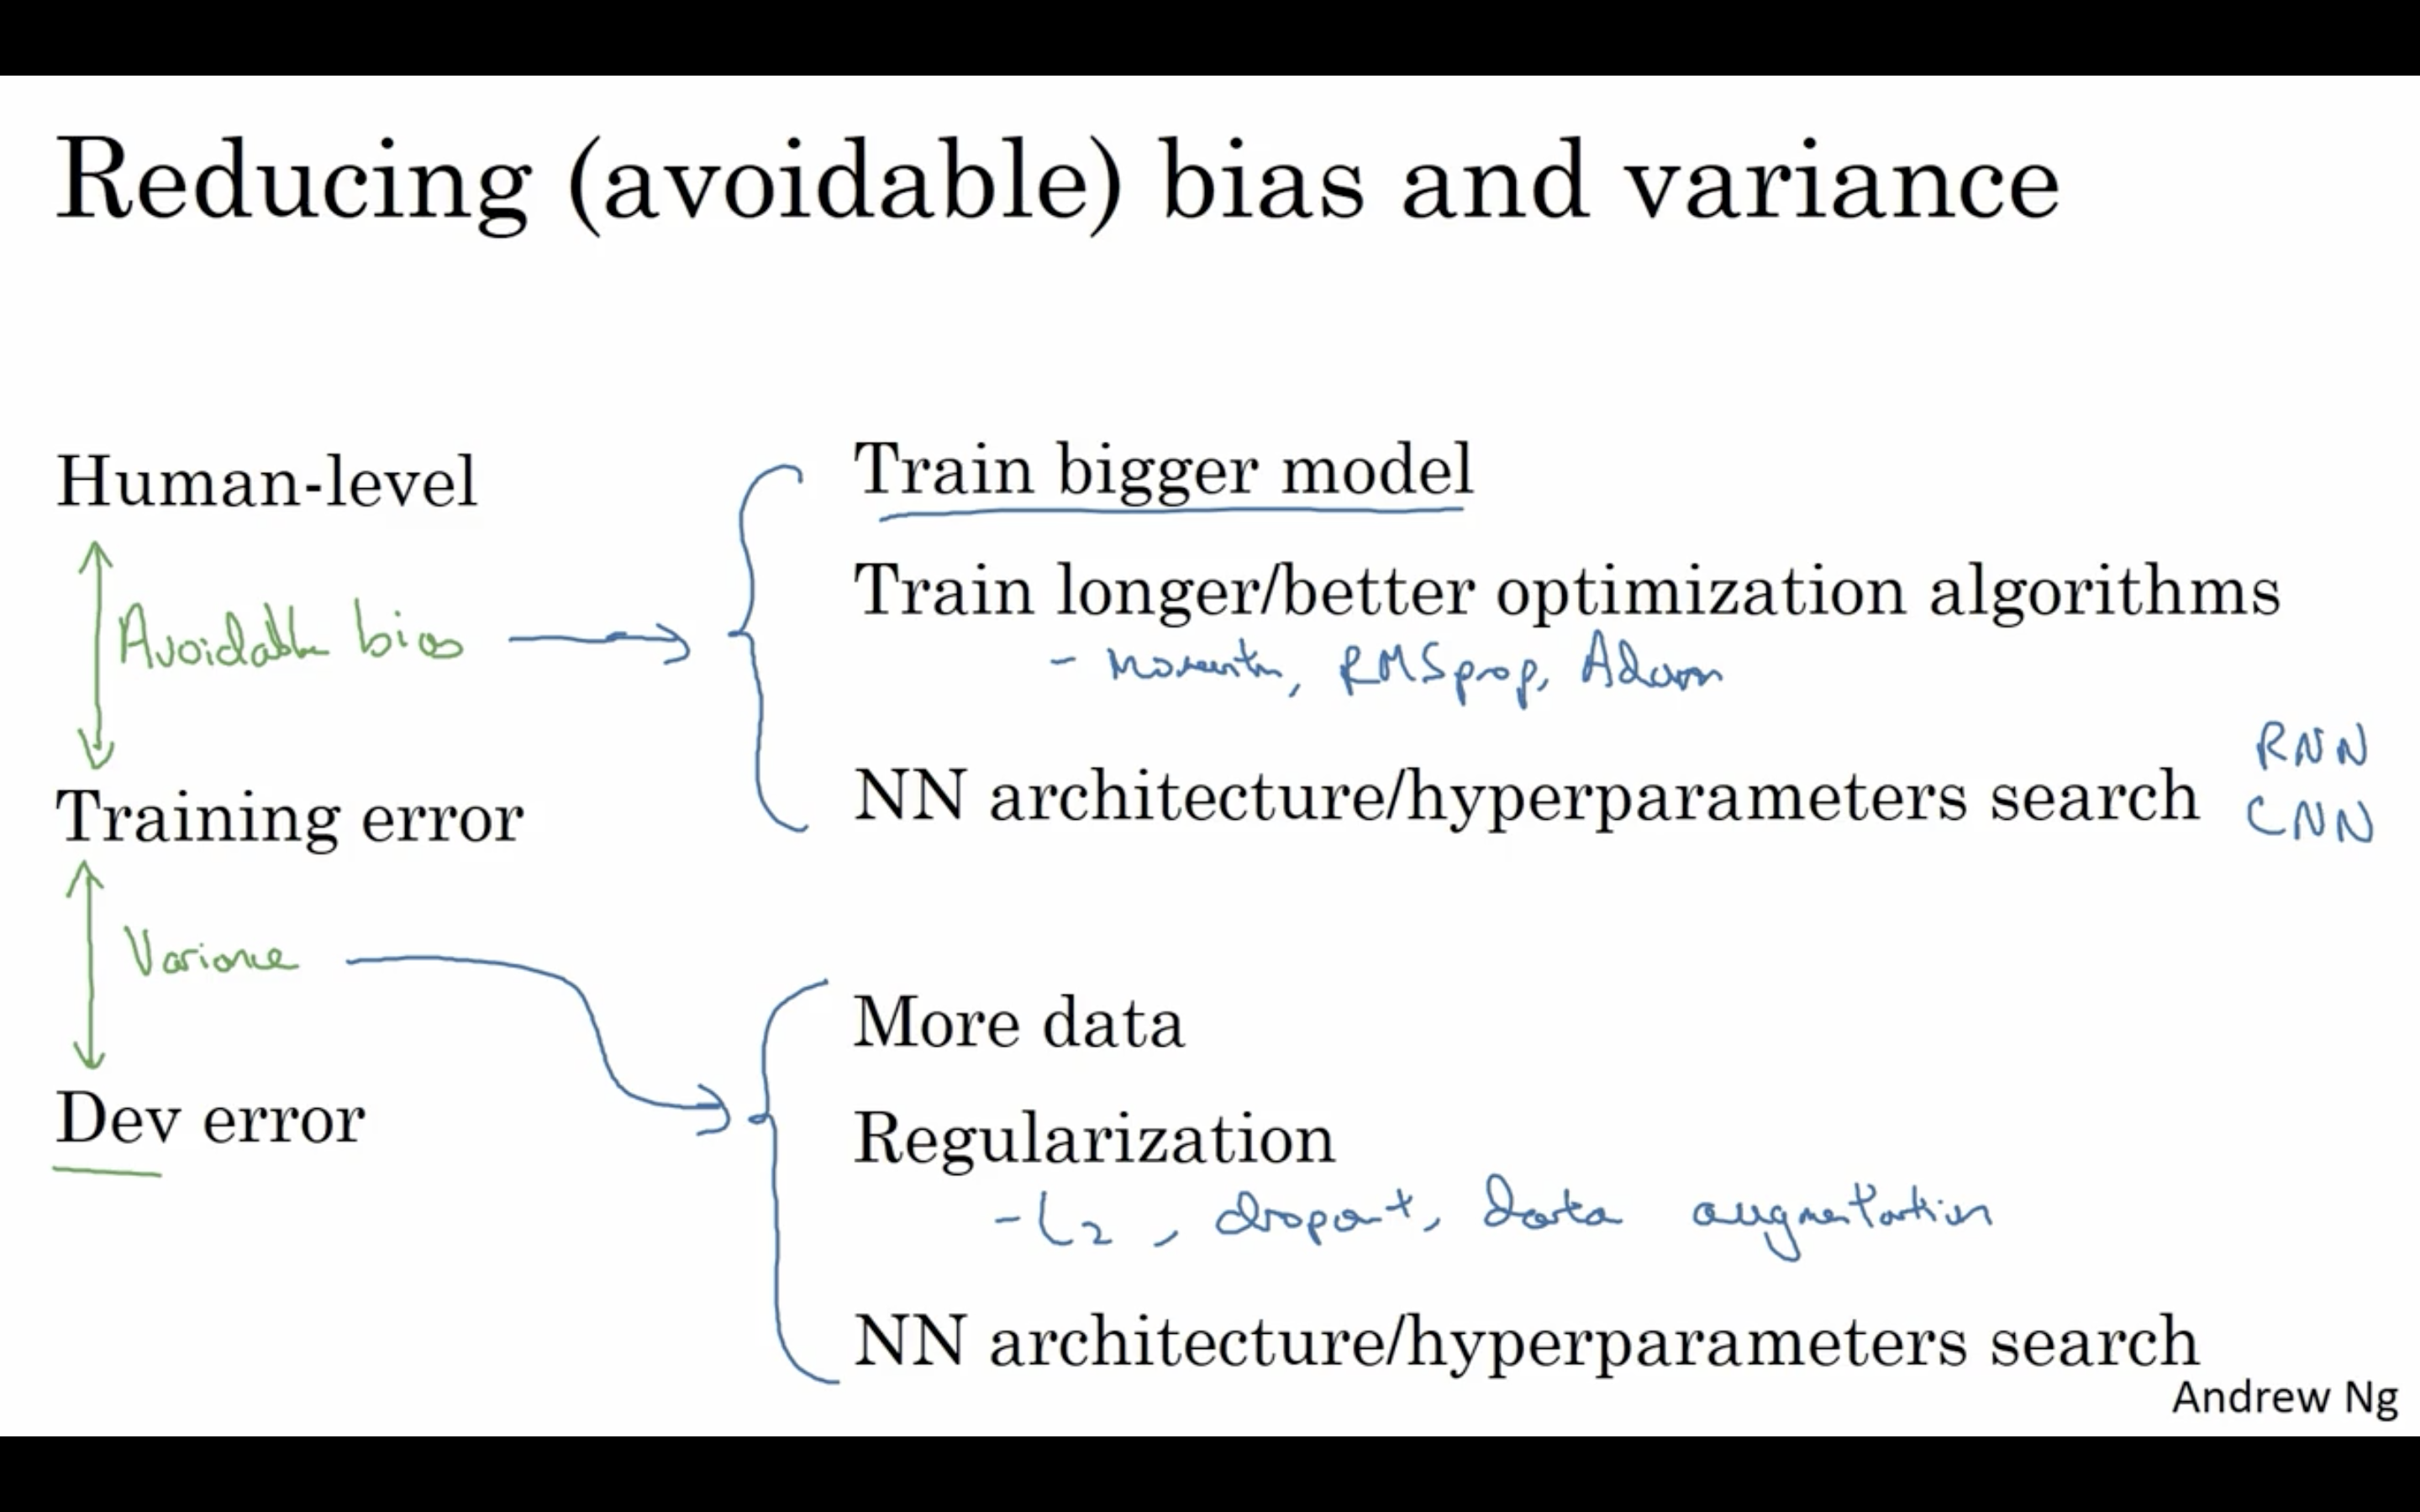 Reducing (avoidable) bias and variance
Human-level
Avoidable bias
Training error
Variance
Dev error
Train bigger model
Train longer/better optimization algorithms
- Momentum, RMSprop, Adam
NN architecture/hyperparameters search
RNN
CNN
More data
Regularization
- L2, dropout, data augmentation
NN architecture/hyperparameters search
Andrew Ng